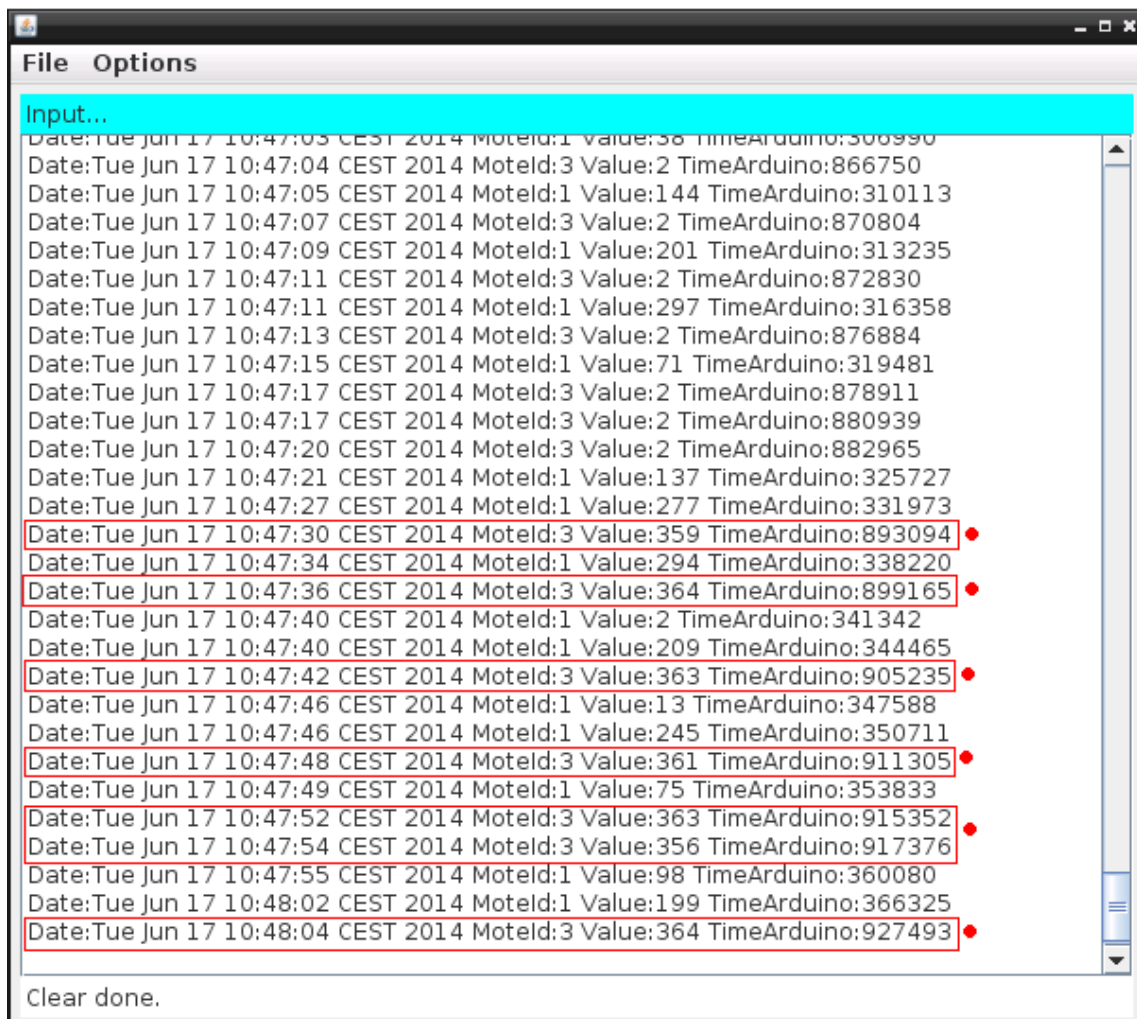 File Options
Input...
Date:Tue Jun 17 10:47:03 CEST 2014 MoteId:1 Value:38 TimeArduino:306990
Date:Tue Jun 17 10:47:04 CEST 2014 MoteId:3 Value:2 TimeArduino:866750
Date:Tue Jun 17 10:47:05 CEST 2014 MoteId:1 Value:144 TimeArduino:310113
Date:Tue Jun 17 10:47:07 CEST 2014 MoteId:3 Value:2 TimeArduino:870804
Date:Tue Jun 17 10:47:09 CEST 2014 MoteId:1 Value:201 TimeArduino:313235
Date:Tue Jun 17 10:47:11 CEST 2014 MoteId:3 Value:2 TimeArduino:872830
Date:Tue Jun 17 10:47:11 CEST 2014 MoteId:1 Value:297 TimeArduino:316358
Date:Tue Jun 17 10:47:13 CEST 2014 MoteId:3 Value:2 TimeArduino:876884
Date:Tue Jun 17 10:47:15 CEST 2014 MoteId:1 Value:71 TimeArduino:319481
Date:Tue Jun 17 10:47:17 CEST 2014 MoteId:3 Value:2 TimeArduino:878911
Date:Tue Jun 17 10:47:17 CEST 2014 MoteId:3 Value:2 TimeArduino:880939
Date:Tue Jun 17 10:47:20 CEST 2014 MoteId:3 Value:2 TimeArduino:882965
Date:Tue Jun 17 10:47:21 CEST 2014 MoteId:1 Value:137 TimeArduino:325727
Date:Tue Jun 17 10:47:27 CEST 2014 MoteId:1 Value:277 TimeArduino:331973
Date:Tue Jun 17 10:47:30 CEST 2014 MoteId:3 Value:359 TimeArduino:893094
Date:Tue Jun 17 10:47:34 CEST 2014 MoteId:1 Value:294 TimeArduino:338220
Date:Tue Jun 17 10:47:36 CEST 2014 MoteId:3 Value:364 TimeArduino:899165
Date:Tue Jun 17 10:47:40 CEST 2014 MoteId:1 Value:2 TimeArduino:341342
Date:Tue Jun 17 10:47:40 CEST 2014 MoteId:1 Value:209 TimeArduino:344465
Date:Tue Jun 17 10:47:42 CEST 2014 MoteId:3 Value:363 TimeArduino:905235
Date:Tue Jun 17 10:47:46 CEST 2014 MoteId:1 Value:13 TimeArduino:347588
Date:Tue Jun 17 10:47:46 CEST 2014 MoteId:1 Value:245 TimeArduino:350711
Date:Tue Jun 17 10:47:48 CEST 2014 MoteId:3 Value:361 TimeArduino:911305
Date:Tue Jun 17 10:47:49 CEST 2014 MoteId:1 Value:75 TimeArduino:353833
Date:Tue Jun 17 10:47:52 CEST 2014 MoteId:3 Value:363 TimeArduino:915352
Date:Tue Jun 17 10:47:54 CEST 2014 MoteId:3 Value:356 TimeArduino:917376
Date:Tue Jun 17 10:47:55 CEST 2014 MoteId:1 Value:98 TimeArduino:360080
Date:Tue Jun 17 10:48:02 CEST 2014 MoteId:1 Value:199 TimeArduino:366325
Date:Tue Jun 17 10:48:04 CEST 2014 MoteId:3 Value:364 TimeArduino:927493
Clear done.